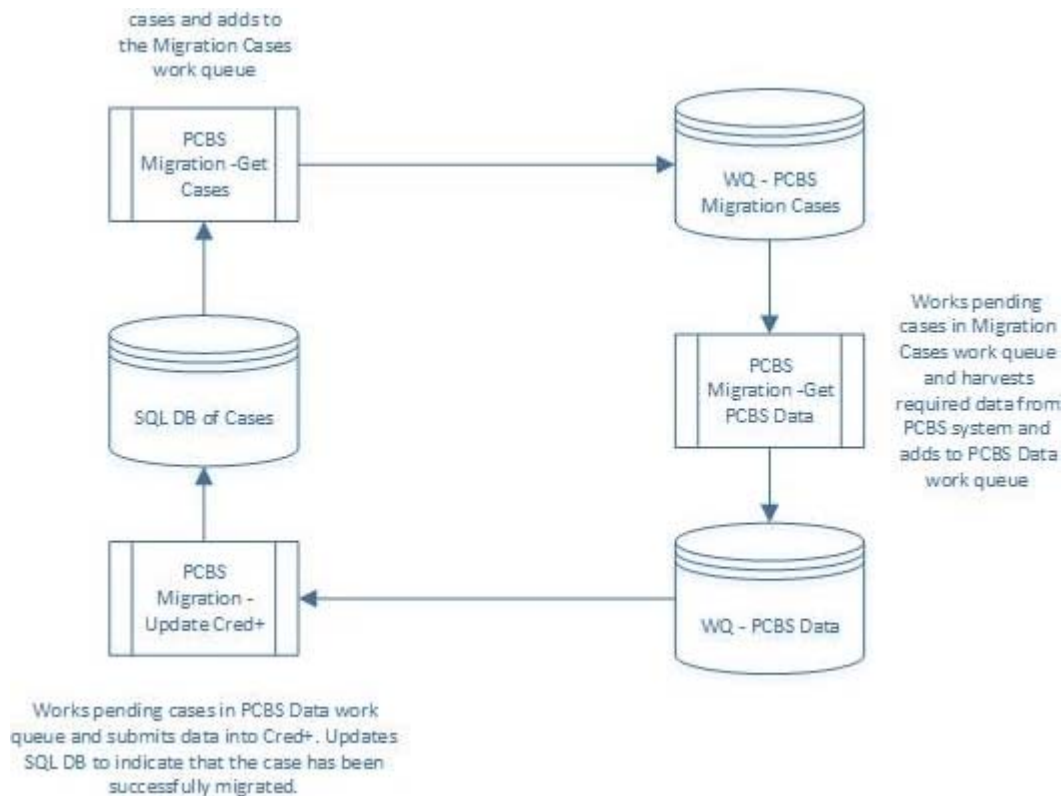 cases and adds to
the Migration Cases
work queue
PCBS
Migration -Get
Cases
WQ - PCBS
Migration Cases
Works pending
cases in Migration
Cases work queue
and harvests
required data from
PCBS system and
adds to PCBS Data
work queue
PCBS
Migration -Get
PCBS Data
SQL DB of Cases
PCBS
Migration -
Update Cred+
WQ - PCBS Data
Works pending cases in PCBS Data work
queue and submits data into Cred+. Updates
SQL DB to indicate that the case has been
successfully migrated.